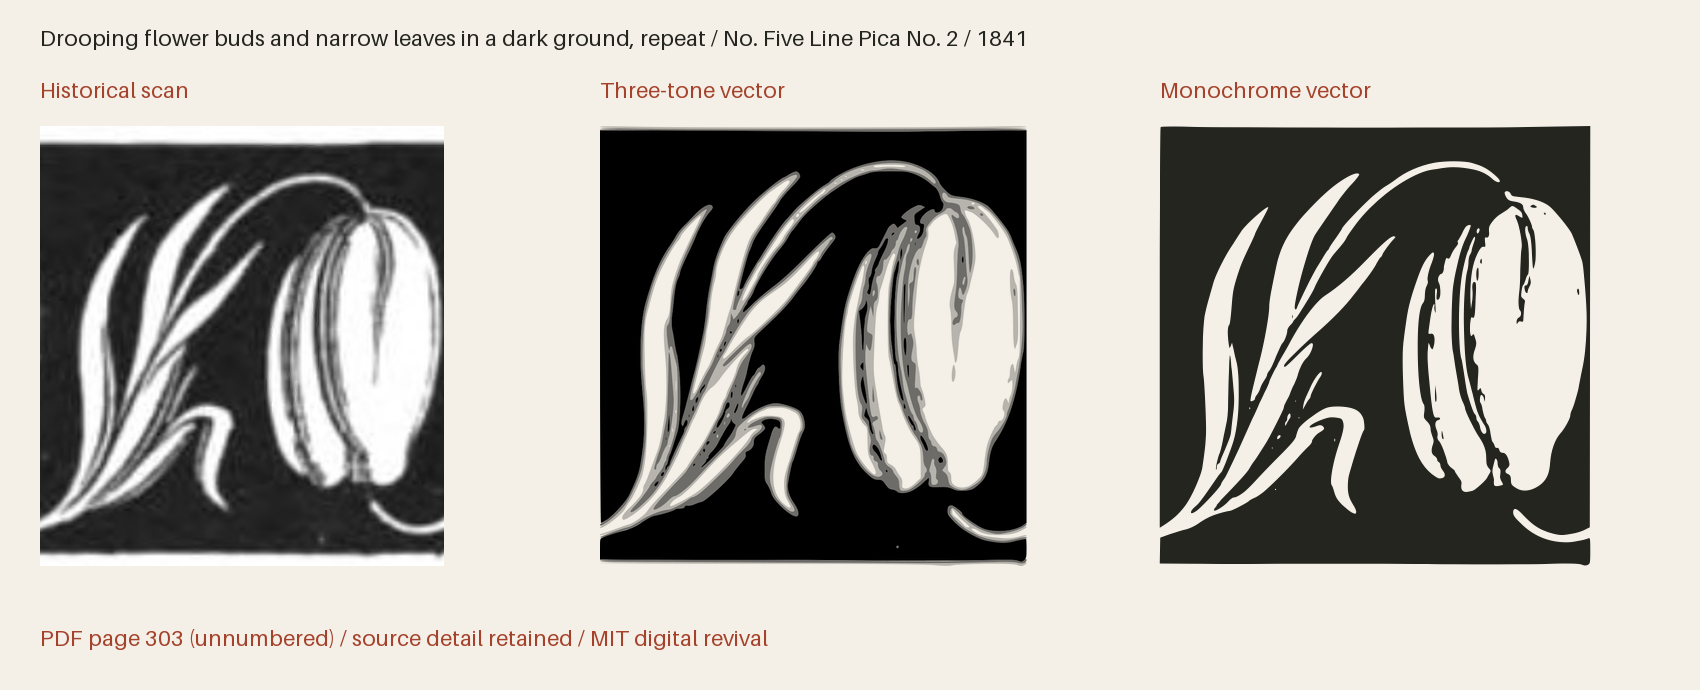 Drooping flower buds and narrow leaves in a dark ground, repeat / No. Five Line Pica No. 2 / 1841
Historical scan
Three-tone vector
Monochrome vector
PDF page 303 (unnumbered) / source detail retained / MIT digital revival